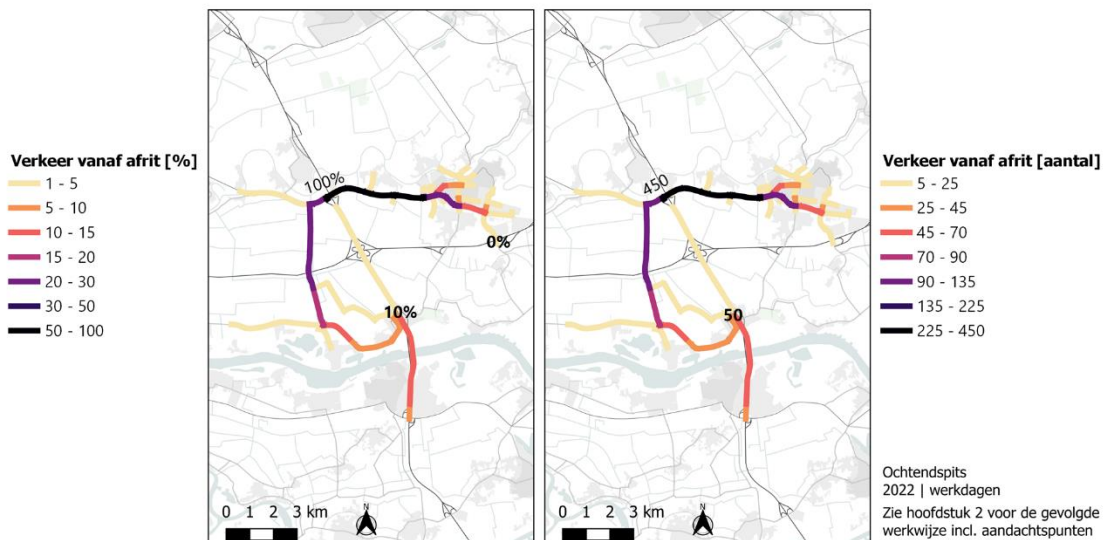 Verkeer vanaf afrit [%]
1 - 5
5 - 10
10 - 15
15 - 20
20 - 30
30 - 50
50 - 100
100%
0%
10%
0 1 2 3 km
N
450
50
0 1 2 3 km
N
Verkeer vanaf afrit [aantal]
5 - 25
25 - 45
45 - 70
70 - 90
90 - 135
135 - 225
225 - 450
Ochtendspits
2022 | werkdagen
Zie hoofdstuk 2 voor de gevolgde
werkwijze incl. aandachtspunten